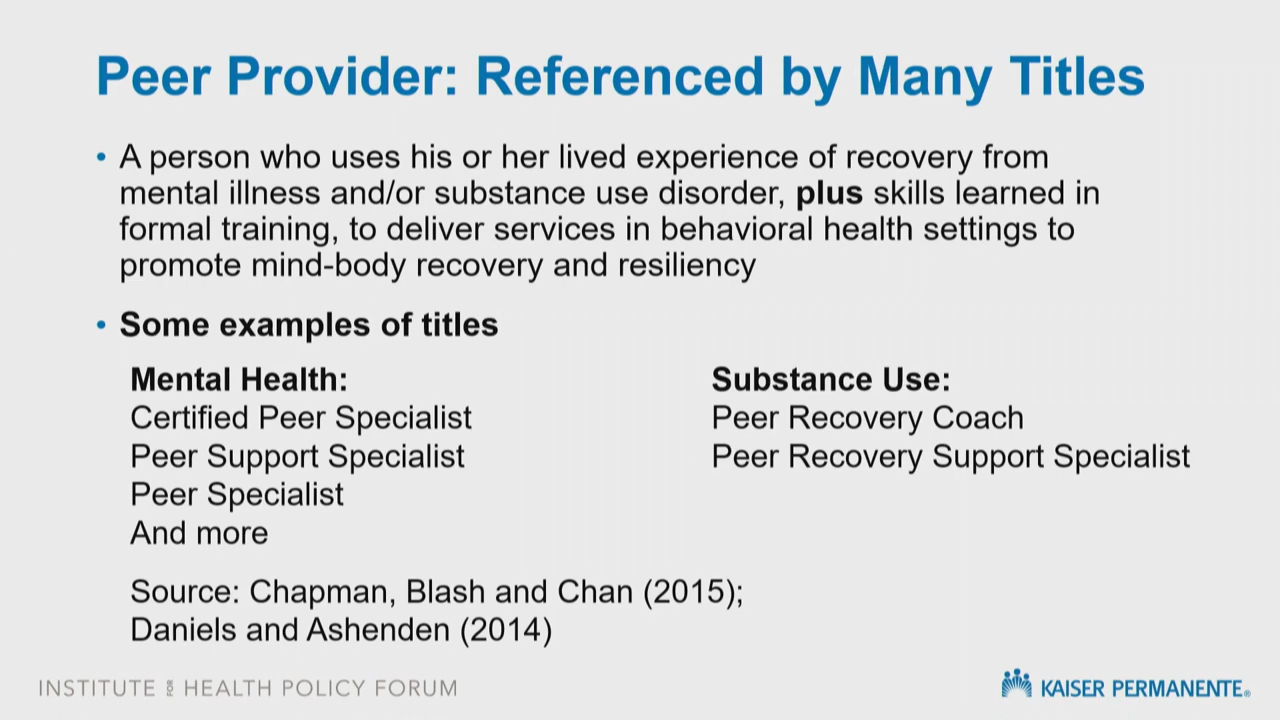 Peer Provider: Referenced by Many Titles
• A person who uses his or her lived experience of recovery from
mental illness and/or substance use disorder, plus skills learned in
formal training, to deliver services in behavioral health settings to
promote mind-body recovery and resiliency
• Some examples of titles
Mental Health:
Certified Peer Specialist
Peer Support Specialist
Peer Specialist
And more
Substance Use:
Peer Recovery Coach
Peer Recovery Support Specialist
Source: Chapman, Blash and Chan (2015);
Daniels and Ashenden (2014)
INSTITUTE FOR HEALTH POLICY FORUM
KAISER PERMANENTE®